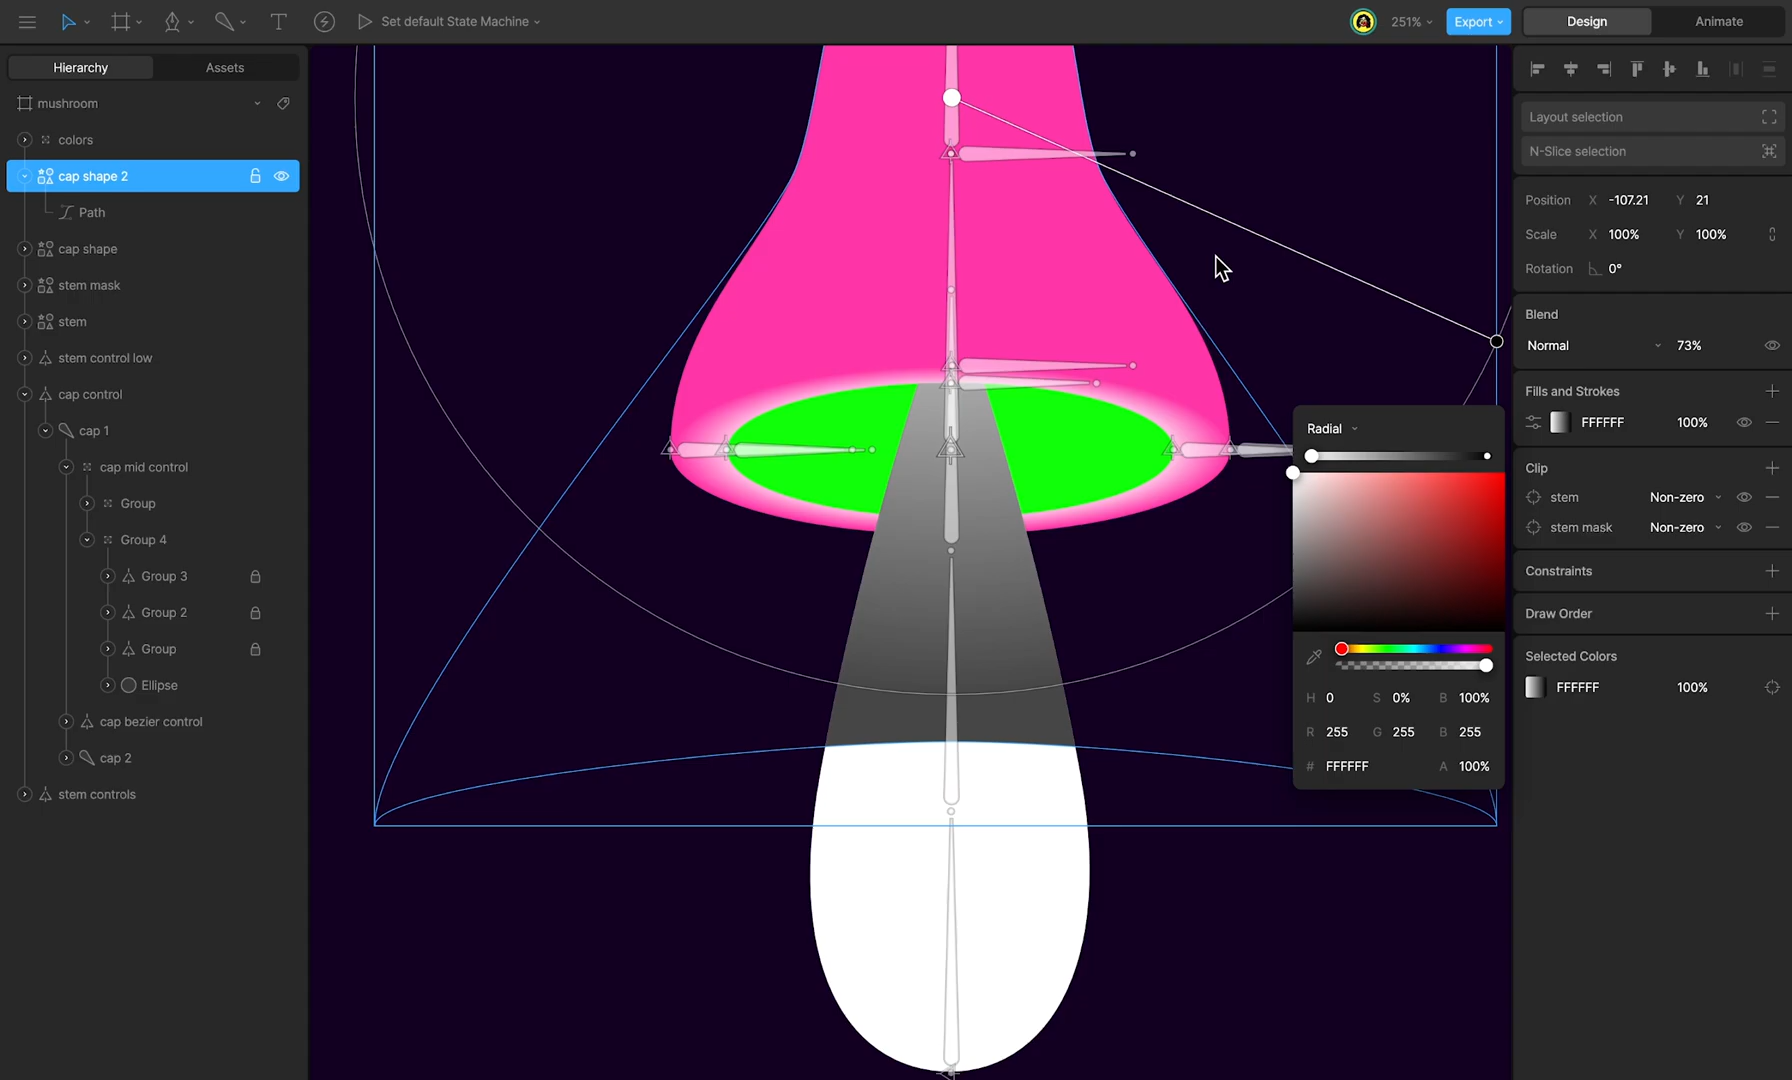 Set default State Machine
251%
Export
Design
Animate
Hierarchy
Assets
mushroom
colors
cap shape 2
Path
cap shape
stem mask
stem
stem control low
cap control
cap 1
cap mid control
Group
Group 4
Group 3
Group 2
Group
Ellipse
cap bezier control
cap 2
stem controls
Radial
H 0 S 0% B 100%
R 255 G 255 B 255
# FFFFFF A 100%
Layout selection
N-Slice selection
Position X -107.21 Y 21
Scale X 100% Y 100%
Rotation 0°
Blend
Normal 73%
Fills and Strokes
FFFFFF 100%
Clip
stem Non-zero
stem mask Non-zero
Constraints
Draw Order
Selected Colors
FFFFFF 100%